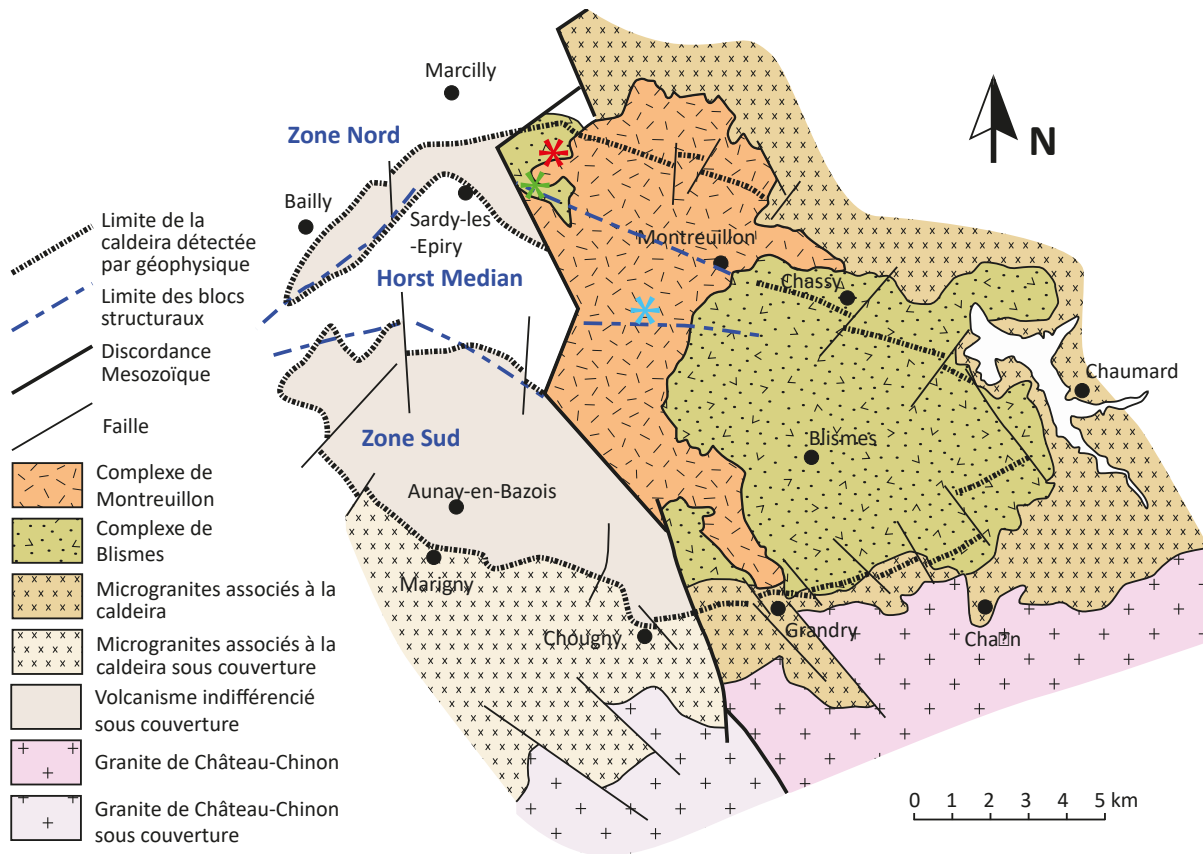 Marcilly
Zone Nord
N
Bailly
Sardy-les
-Epiry
Montreuillon
Horst Median
Chassy
Chaumard
Zone Sud
Blismes
Aunay-en-Bazois
Marigny
Chougny
Grandry
Limite de la
caldeira détectée
par géophysique
Limite des blocs
structuraux
Discordance
Mesozoïque
Faille
Complexe de
Montreuillon
Complexe de
Blismes
Microgranites associés à la
caldeira
Microgranites associés à la
caldeira sous couverture
Volcanisme indifférencié
sous couverture
Granite de Château-Chinon
Granite de Château-Chinon
sous couverture
0 1 2 3 4 5 km